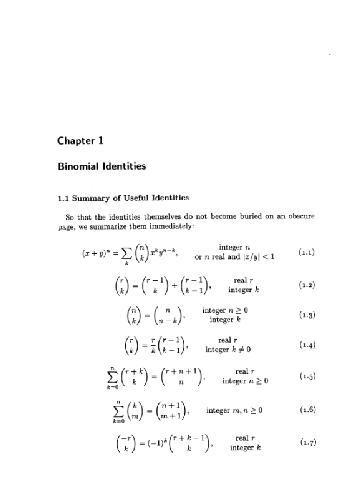 Chapter 1
Binomial Identities
1.1 Summary of Useful Identities
So that the identities themselves do not become buried on an obscure
page, we summarize them immediately:
(x + y)^n = \sum_k \binom{n}{k} x^k y^{n-k}, integer n or n real and |x/y| < 1 (1.1)
\binom{r}{k} = \binom{r-1}{k} + \binom{r-1}{k-1}, real r integer k (1.2)
\binom{n}{k} = \binom{n}{n-k}, integer n ≥ 0 integer k (1.3)
\binom{r}{k} = \frac{r}{k} \binom{r-1}{k-1}, real r integer k ≠ 0 (1.4)
\sum_{k=0}^{n} \binom{r+k}{k} = \binom{r+n+1}{n}, real r integer n ≥ 0 (1.5)
\sum_{k=0}^{n} \binom{k}{m} = \binom{n+1}{m+1}, integer m, n ≥ 0 (1.6)
\binom{-r}{k} = (-1)^k \binom{r+k-1}{k}, real r integer k (1.7)